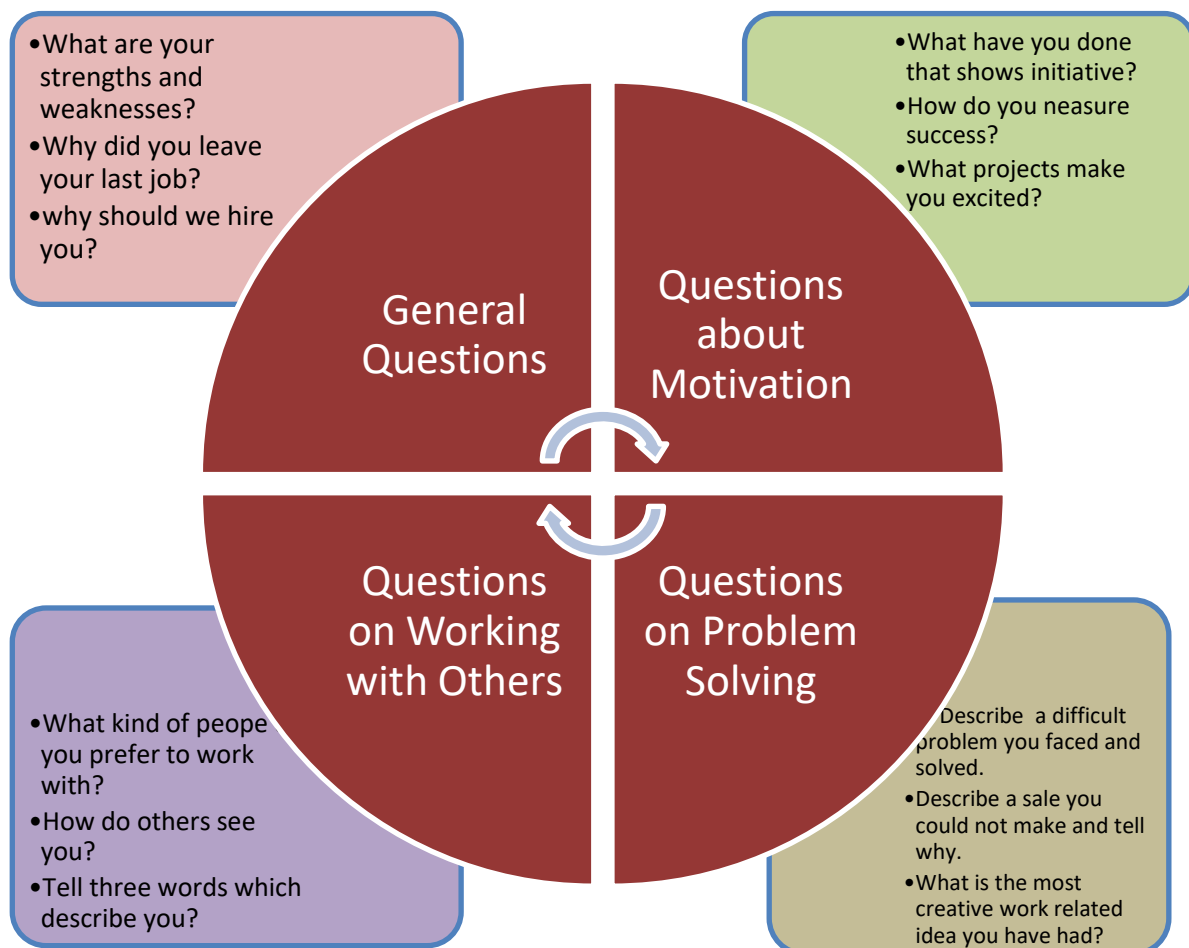 •What are your
strengths and
weaknesses?
•Why did you leave
your last job?
•why should we hire
you?
•What have you done
that shows initiative?
•How do you neasure
success?
•What projects make
you excited?
General
Questions
Questions
about
Motivation
Questions
on Working
with Others
Questions
on Problem
Solving
•What kind of peope
you prefer to work
with?
•How do others see
you?
•Tell three words which
describe you?
•Describe a difficult
problem you faced and
solved.
•Describe a sale you
could not make and tell
why.
•What is the most
creative work related
idea you have had?